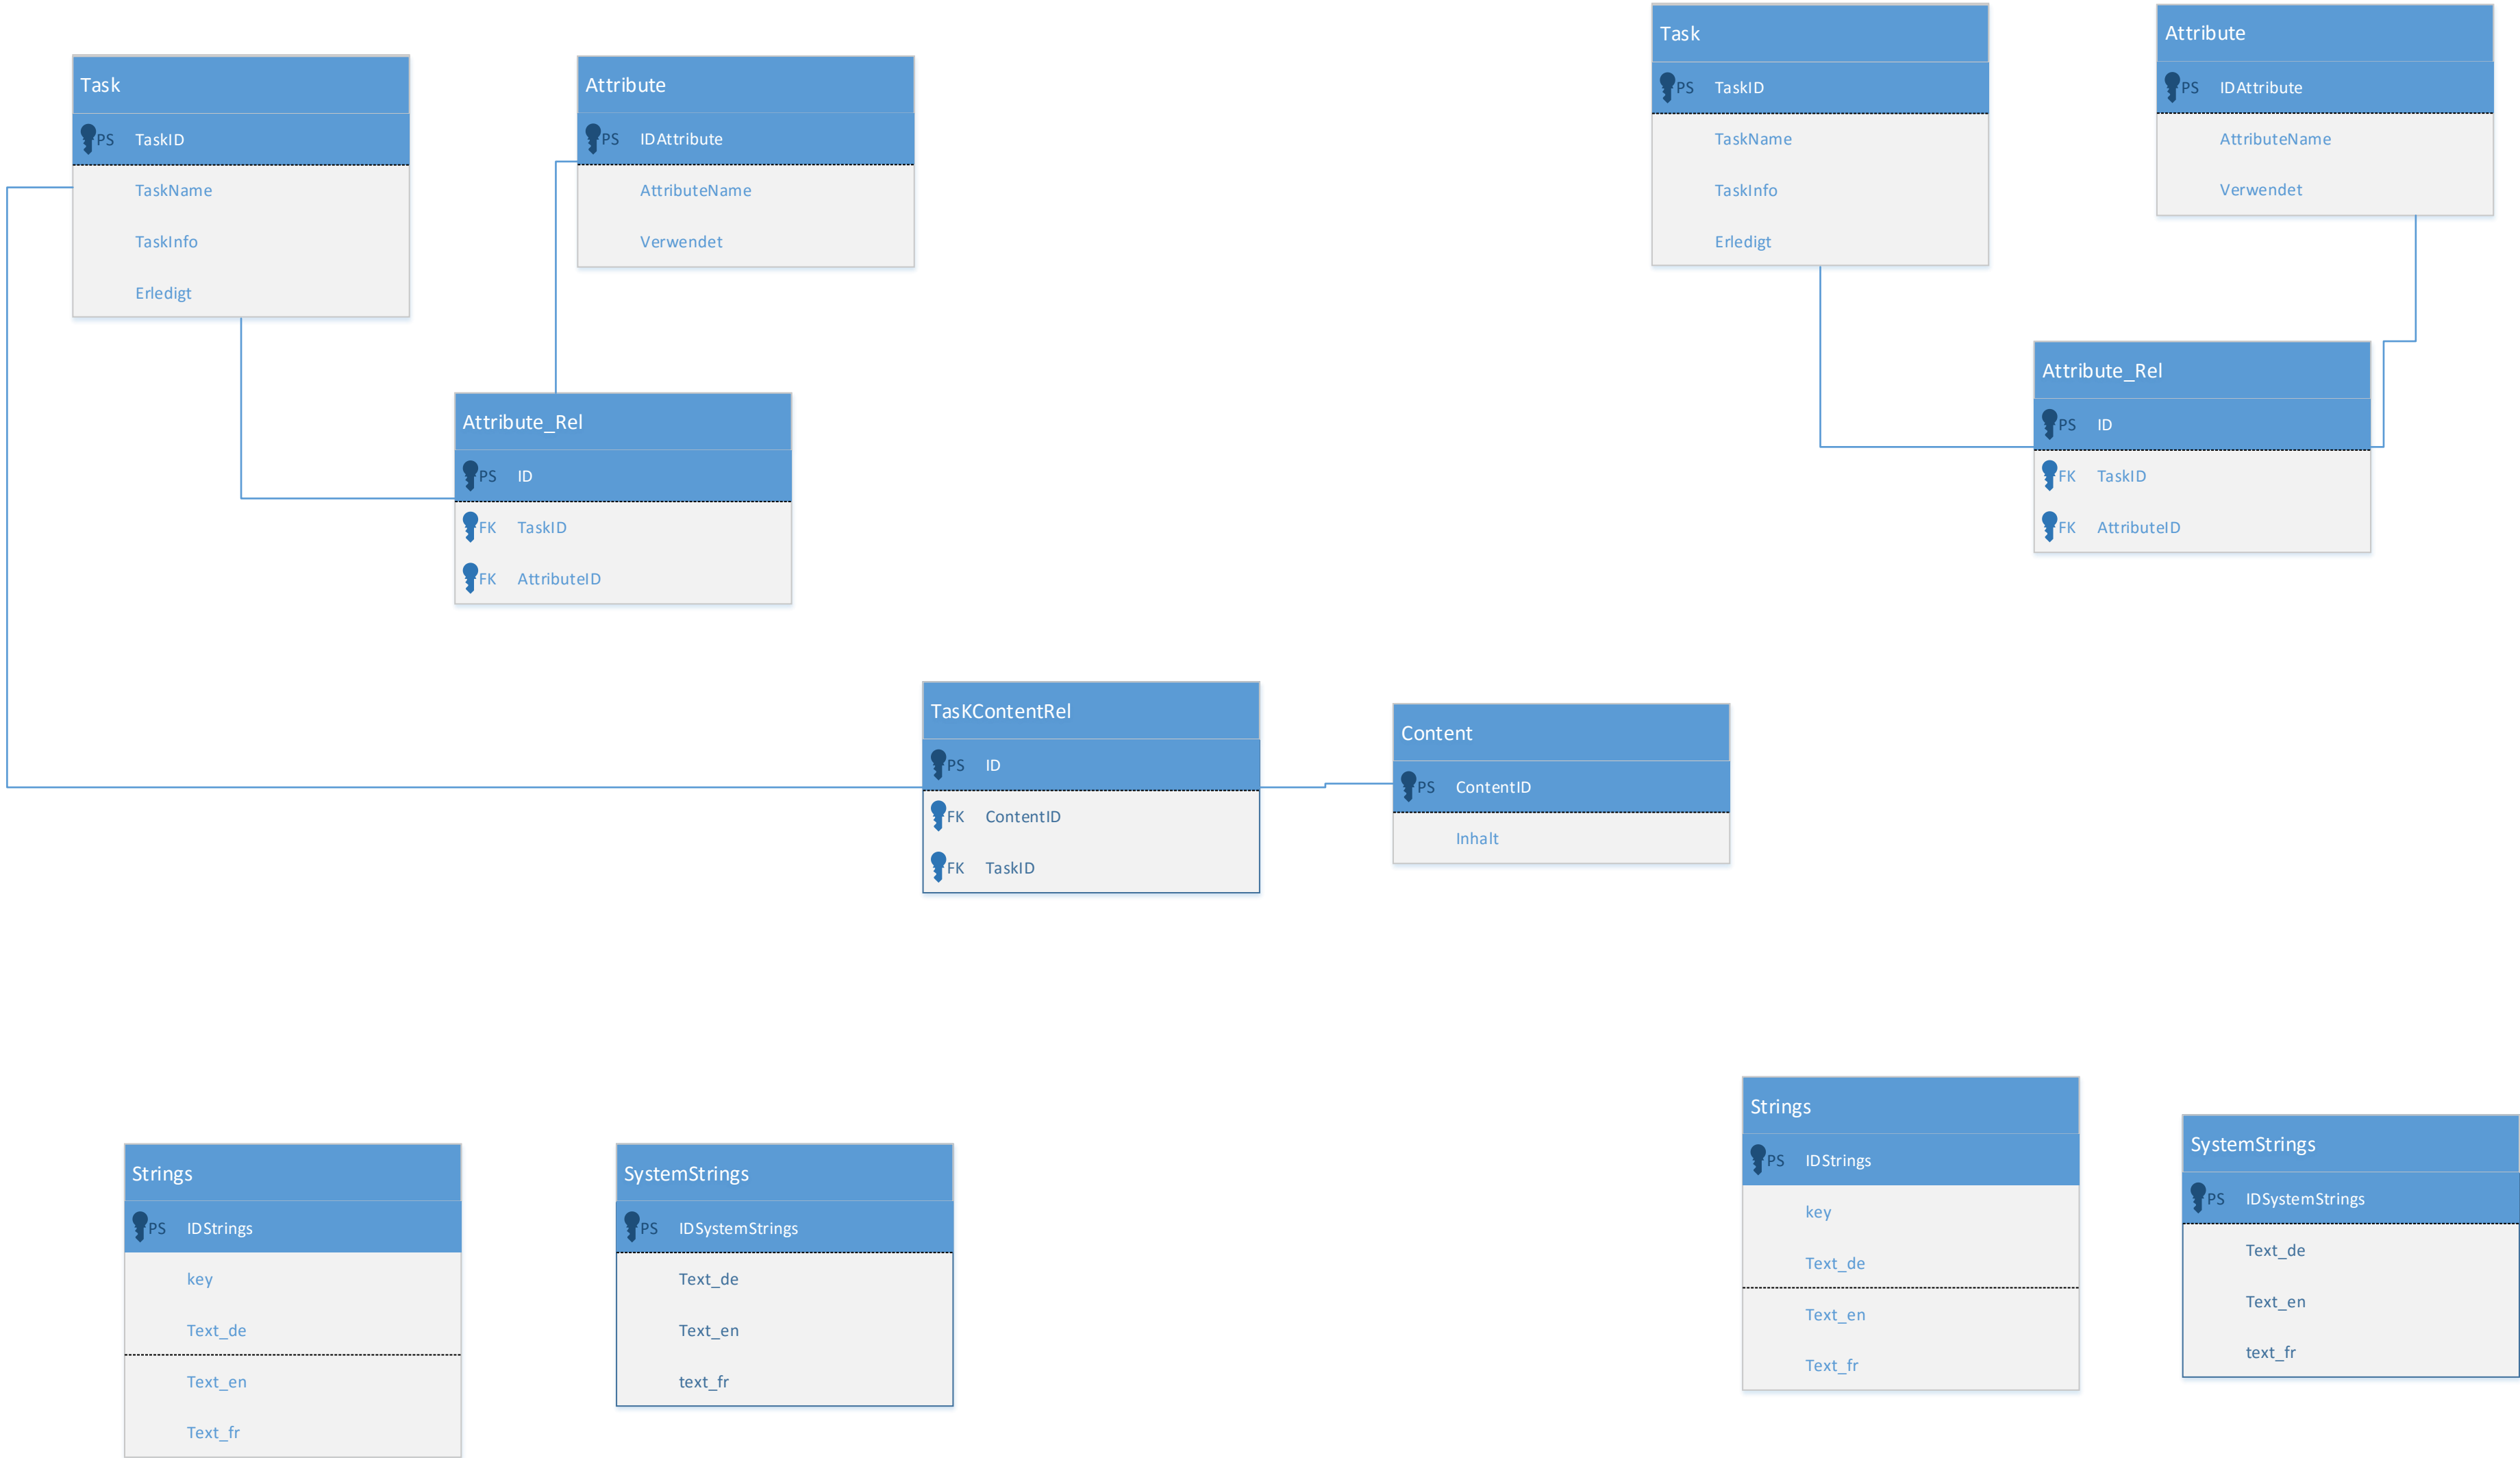 Task
PS TaskID
TaskName
TaskInfo
Erledigt
Attribute
PS IDAttribute
AttributeName
Verwendet
Attribute_Rel
PS ID
FK TaskID
FK AttributeID
Task
PS TaskID
TaskName
TaskInfo
Erledigt
Attribute
PS IDAttribute
AttributeName
Verwendet
Attribute_Rel
PS ID
FK TaskID
FK AttributeID
TasKContentRel
PS ID
FK ContentID
FK TaskID
Content
PS ContentID
Inhalt
Strings
PS IDStrings
key
Text_de
Text_en
Text_fr
SystemStrings
PS IDSystemStrings
Text_de
Text_en
text_fr
Strings
PS IDStrings
key
Text_de
Text_en
Text_fr
SystemStrings
PS IDSystemStrings
Text_de
Text_en
text_fr